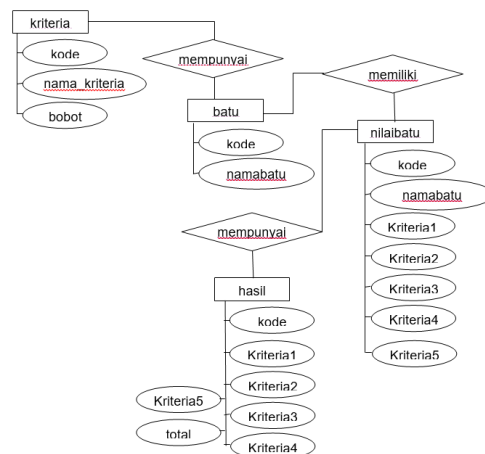 kriteria
kode
nama_kriteria
bobot
mempunyai
batu
kode
namabatu
memiliki
nilaibatu
kode
namabatu
Kriteria1
Kriteria2
Kriteria3
Kriteria4
Kriteria5
mempunyai
hasil
kode
Kriteria1
Kriteria2
Kriteria3
Kriteria4
Kriteria5
total